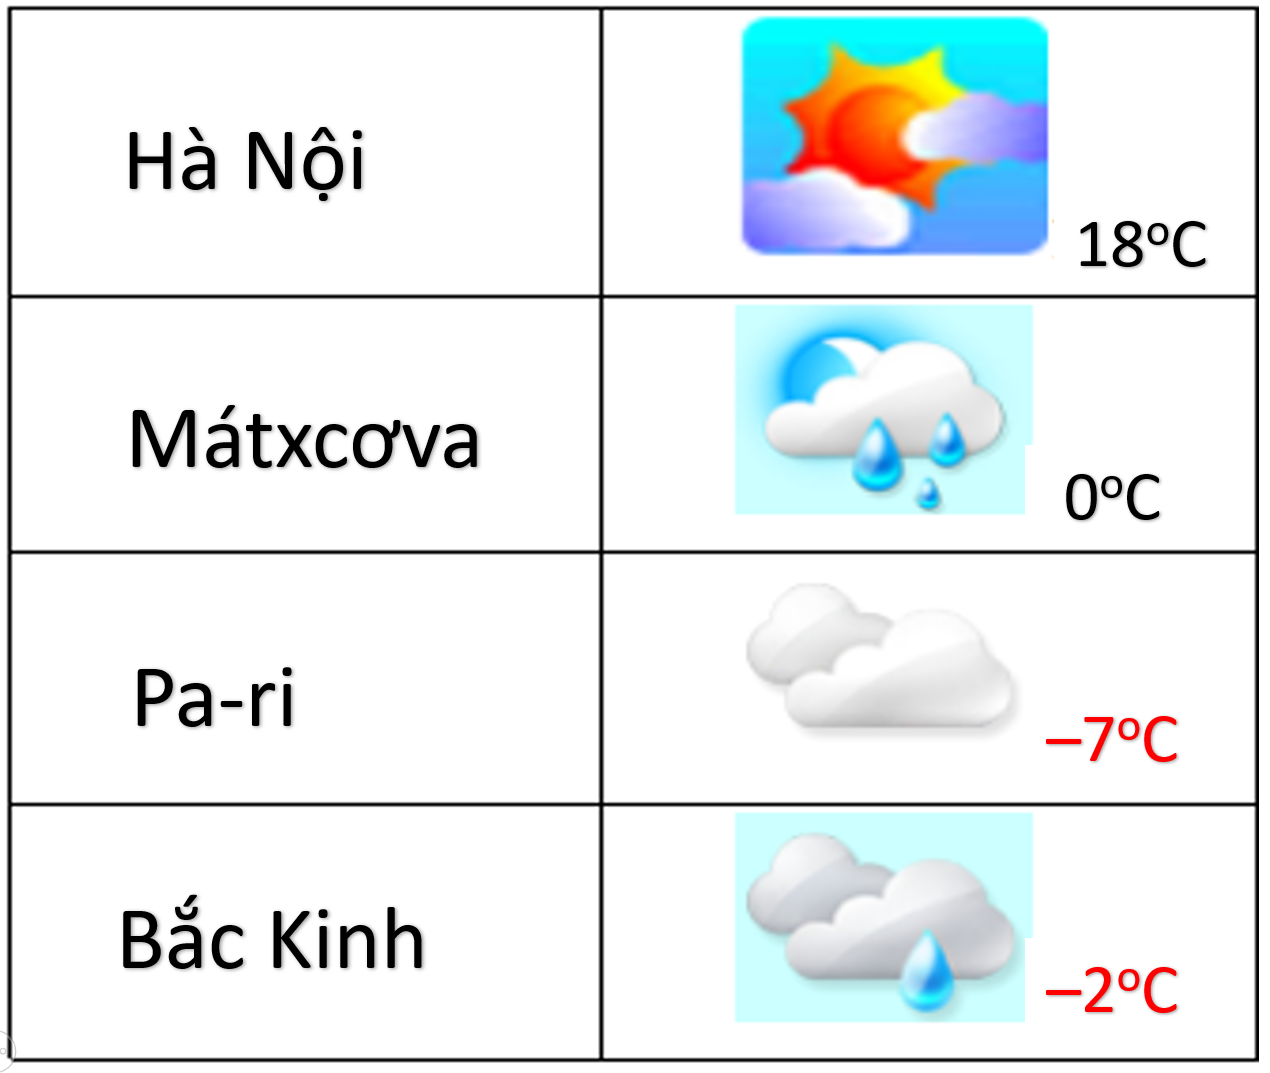 Hà Nội
18°C
Mátxcơva
0°C
Pa-ri
–7°C
Bắc Kinh
–2°C